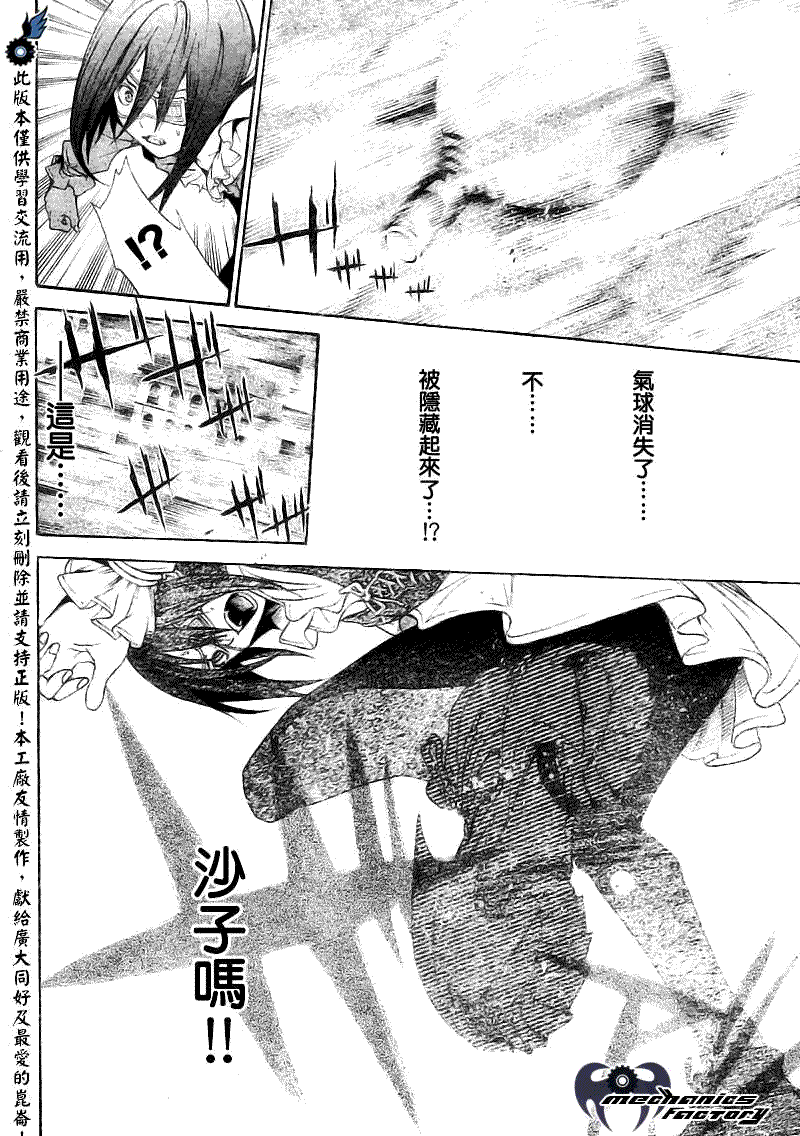 !?
氣球消失了……
不……
被隱藏起來了…!?
——這是……
沙子嗎!!
此版本僅供學習交流用，嚴禁商業用途，觀看後請立刻刪除並請支持正版！本工廠友情製作，獻給廣大同好及最愛的崑崙！
mechanics
Factory